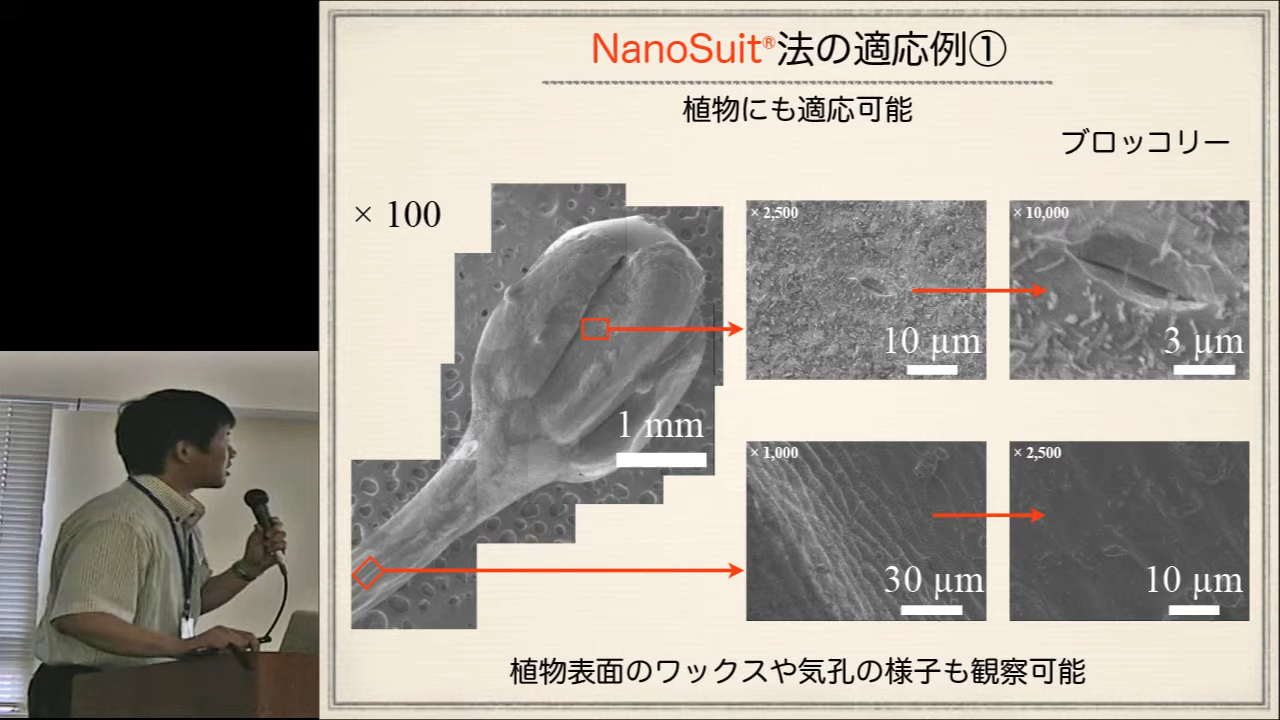 NanoSuit®法の適応例①
植物にも適応可能
ブロッコリー
× 100
1 mm
× 2,500
10 µm
× 10,000
3 µm
× 1,000
30 µm
× 2,500
10 µm
植物表面のワックスや気孔の様子も観察可能